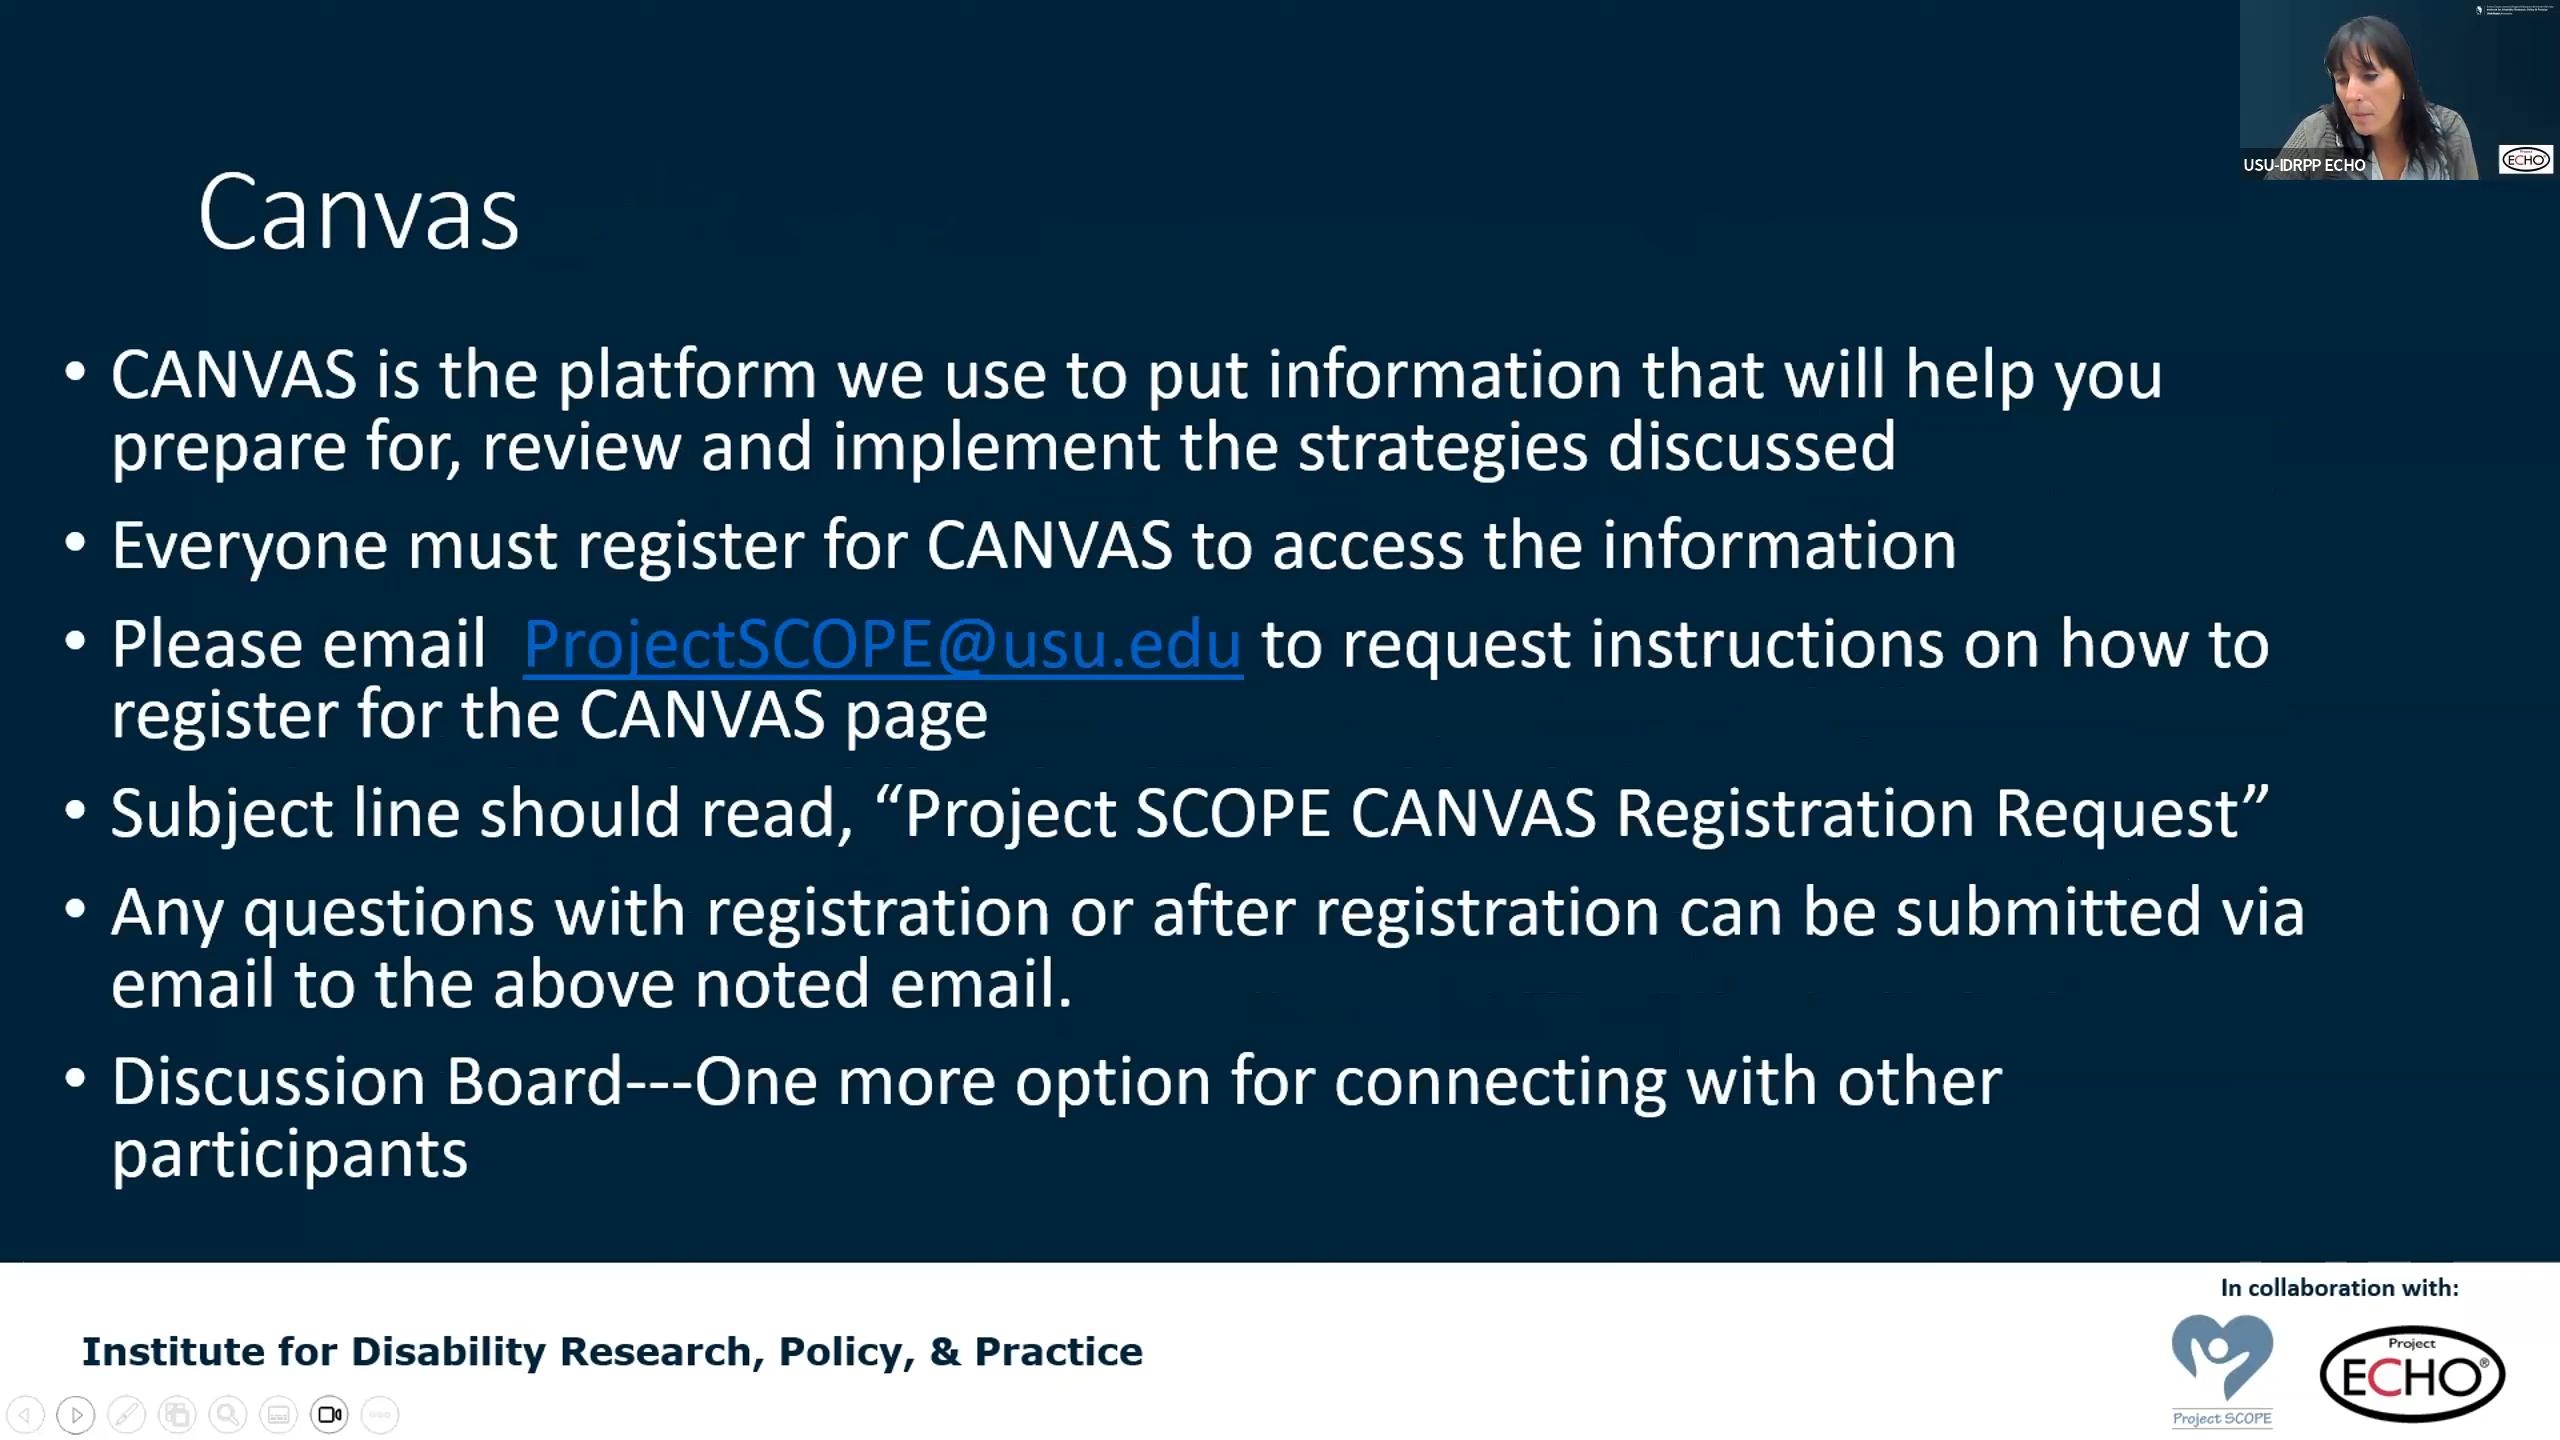 USU-IDRPP ECHO
Project
ECHO
Canvas
• CANVAS is the platform we use to put information that will help you
prepare for, review and implement the strategies discussed
• Everyone must register for CANVAS to access the information
• Please email  ProjectSCOPE@usu.edu to request instructions on how to
register for the CANVAS page
• Subject line should read, “Project SCOPE CANVAS Registration Request”
• Any questions with registration or after registration can be submitted via
email to the above noted email.
• Discussion Board---One more option for connecting with other
participants
In collaboration with:
Institute for Disability Research, Policy, & Practice
Project SCOPE
Project
ECHO®